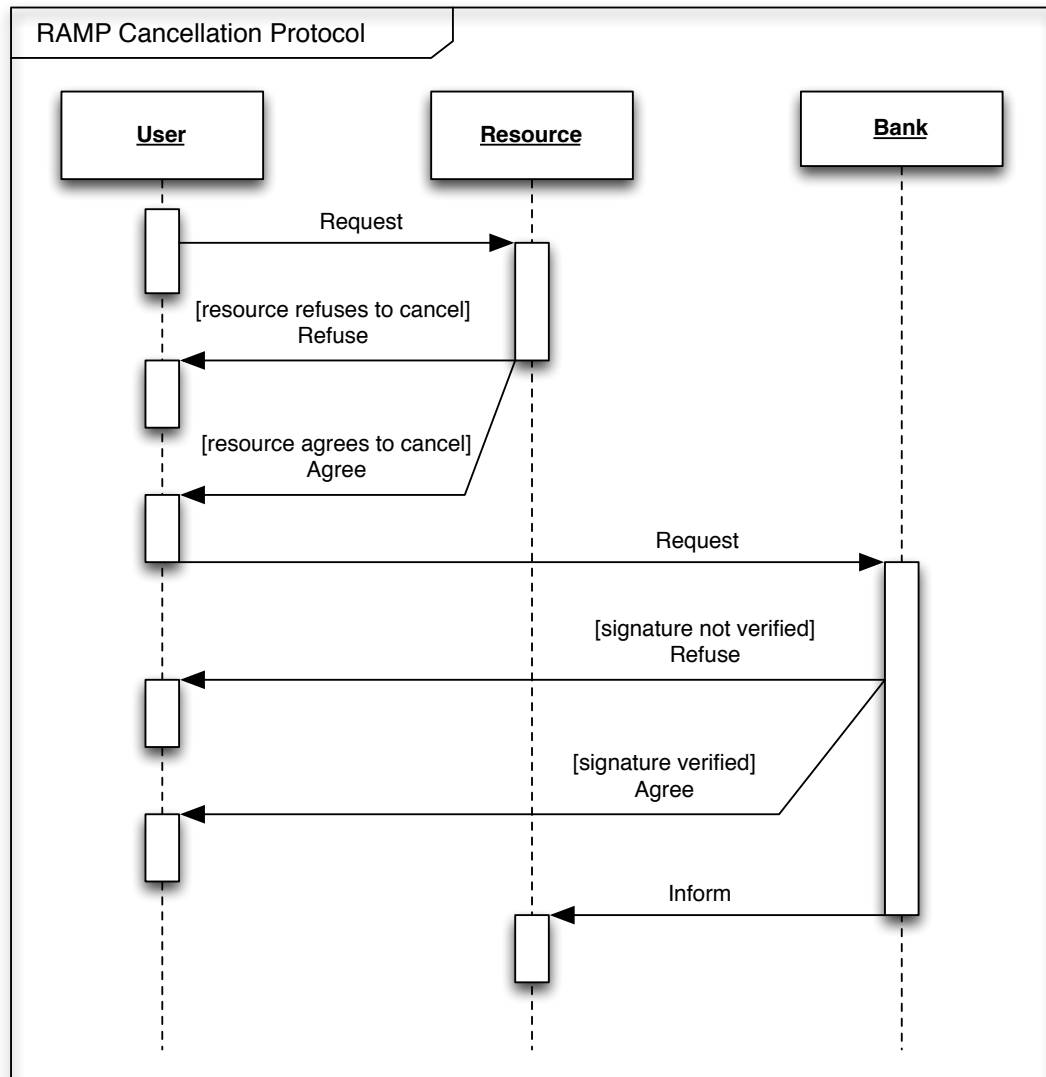 RAMP Cancellation Protocol
User
Resource
Bank
Request
[resource refuses to cancel]
Refuse
[resource agrees to cancel]
Agree
Request
[signature not verified]
Refuse
[signature verified]
Agree
Inform